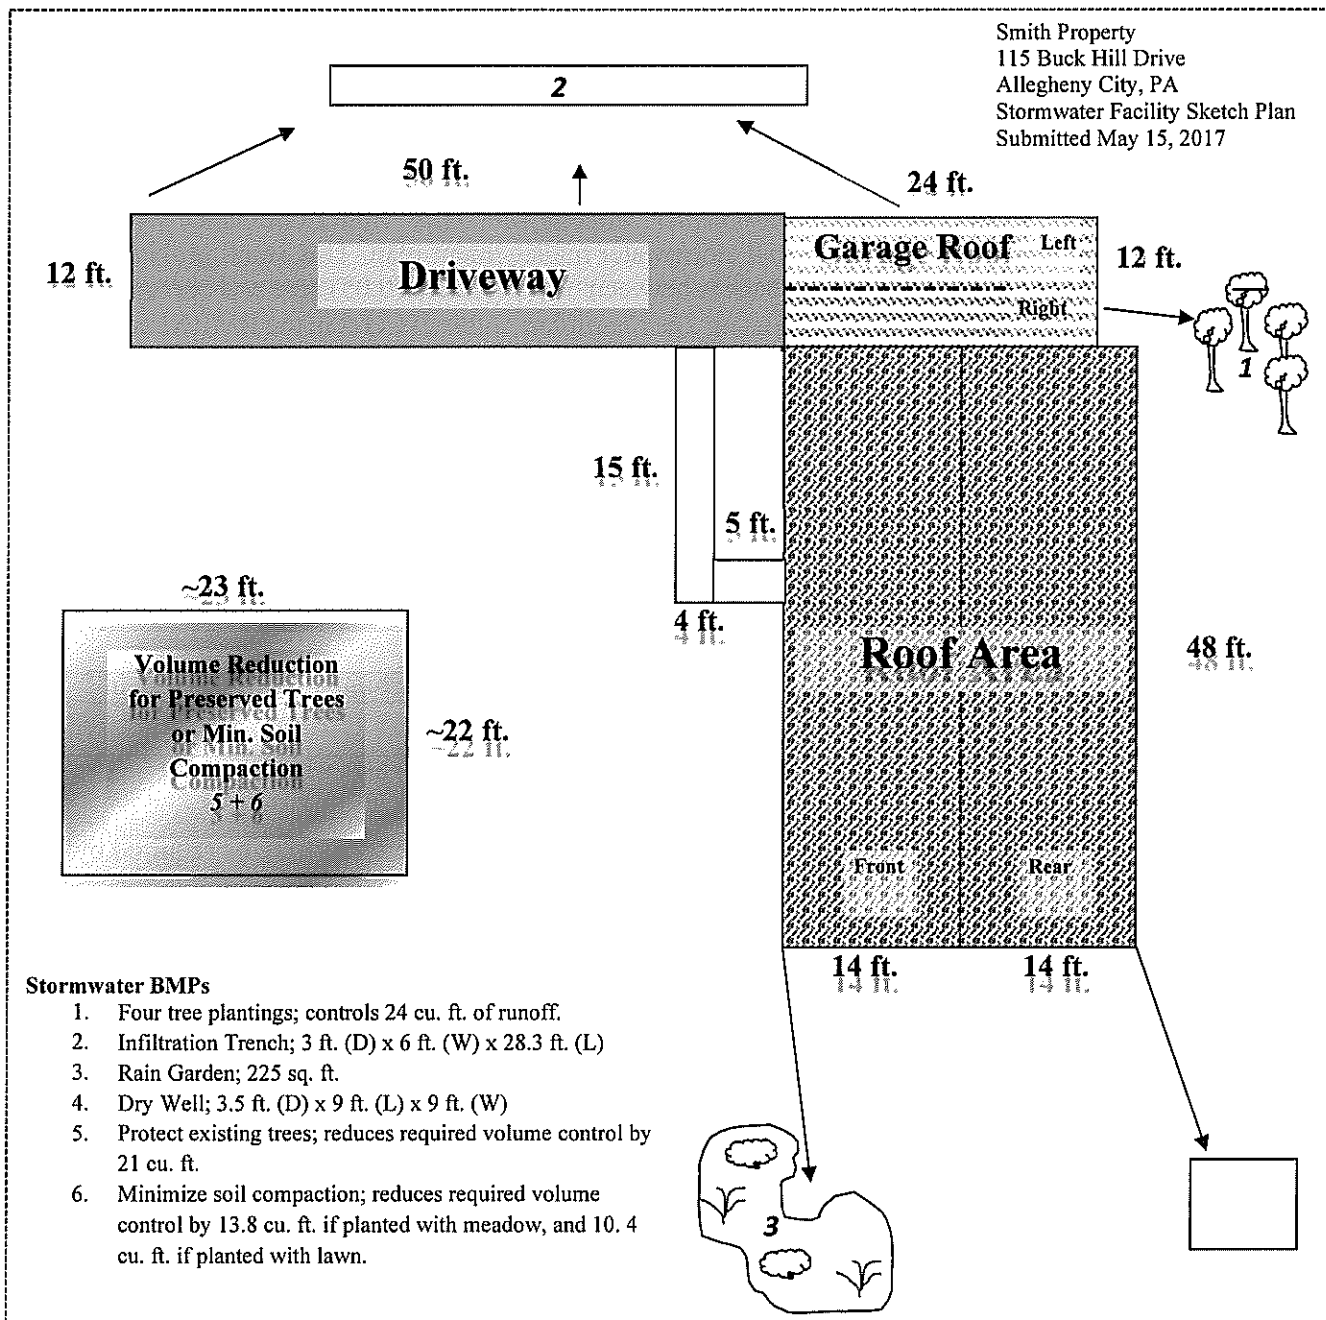 Smith Property
115 Buck Hill Drive
Allegheny City, PA
Stormwater Facility Sketch Plan
Submitted May 15, 2017
2
50 ft.
24 ft.
12 ft.
Driveway
Garage Roof
Left
Right
12 ft.
1
15 ft.
5 ft.
4 ft.
Roof Area
48 ft.
~23 ft.
Volume Reduction
for Preserved Trees
or Min. Soil
Compaction
5 + 6
~22 ft.
Front
Rear
14 ft.
14 ft.
Stormwater BMPs
1. Four tree plantings; controls 24 cu. ft. of runoff.
2. Infiltration Trench; 3 ft. (D) x 6 ft. (W) x 28.3 ft. (L)
3. Rain Garden; 225 sq. ft.
4. Dry Well; 3.5 ft. (D) x 9 ft. (L) x 9 ft. (W)
5. Protect existing trees; reduces required volume control by
21 cu. ft.
6. Minimize soil compaction; reduces required volume
control by 13.8 cu. ft. if planted with meadow, and 10. 4
cu. ft. if planted with lawn.
3